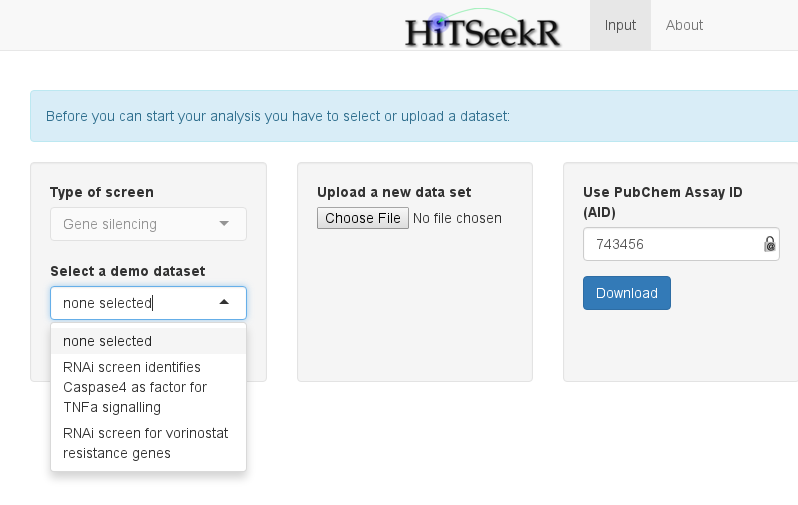 HiTSeekR
Input
About
Before you can start your analysis you have to select or upload a dataset:
Type of screen
Gene silencing
Select a demo dataset
none selected
none selected
RNAi screen identifies
Caspase4 as factor for
TNFa signalling
RNAi screen for vorinostat
resistance genes
Upload a new data set
Choose File No file chosen
Use PubChem Assay ID
(AID)
743456
Download